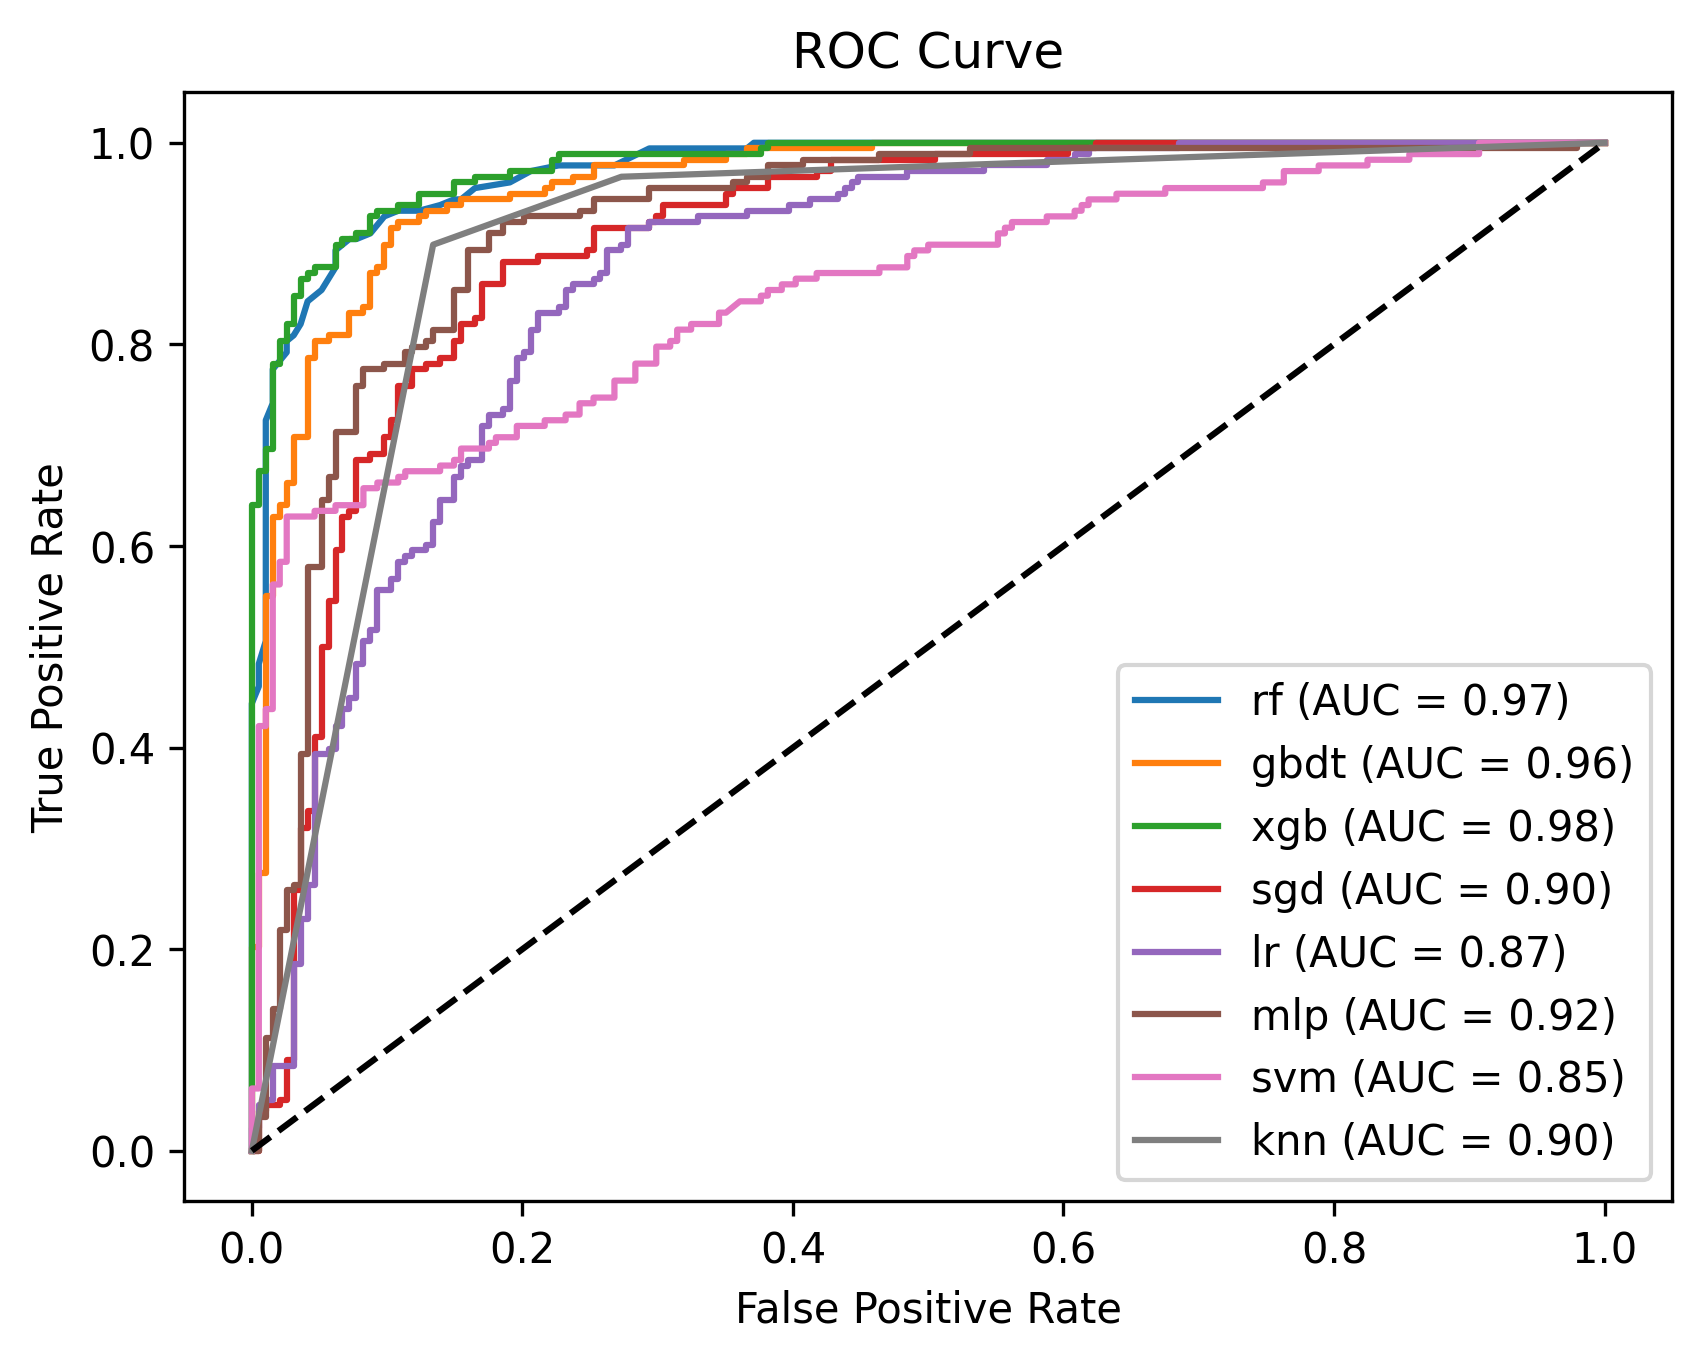 ROC Curve
True Positive Rate
1.0
0.8
0.6
0.4
0.2
0.0
rf (AUC = 0.97)
gbdt (AUC = 0.96)
xgb (AUC = 0.98)
sgd (AUC = 0.90)
lr (AUC = 0.87)
mlp (AUC = 0.92)
svm (AUC = 0.85)
knn (AUC = 0.90)
0.0 0.2 0.4 0.6 0.8 1.0
False Positive Rate